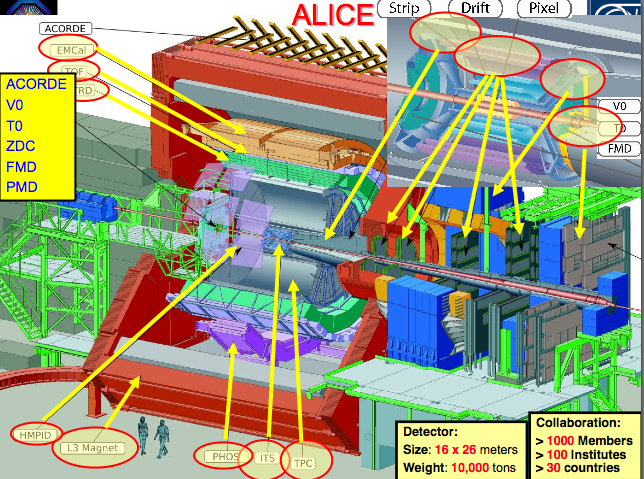 ALICE
Strip
Drift
Pixel
ACORDE
EMCal
TOF
TRD
ACORDE
V0
T0
ZDC
FMD
PMD
V0
T0
FMD
HMPID
L3 Magnet
PHOS
ITS
TPC
Detector:
Size: 16 x 26 meters
Weight: 10,000 tons
Collaboration:
> 1000 Members
> 100 Institutes
> 30 countries